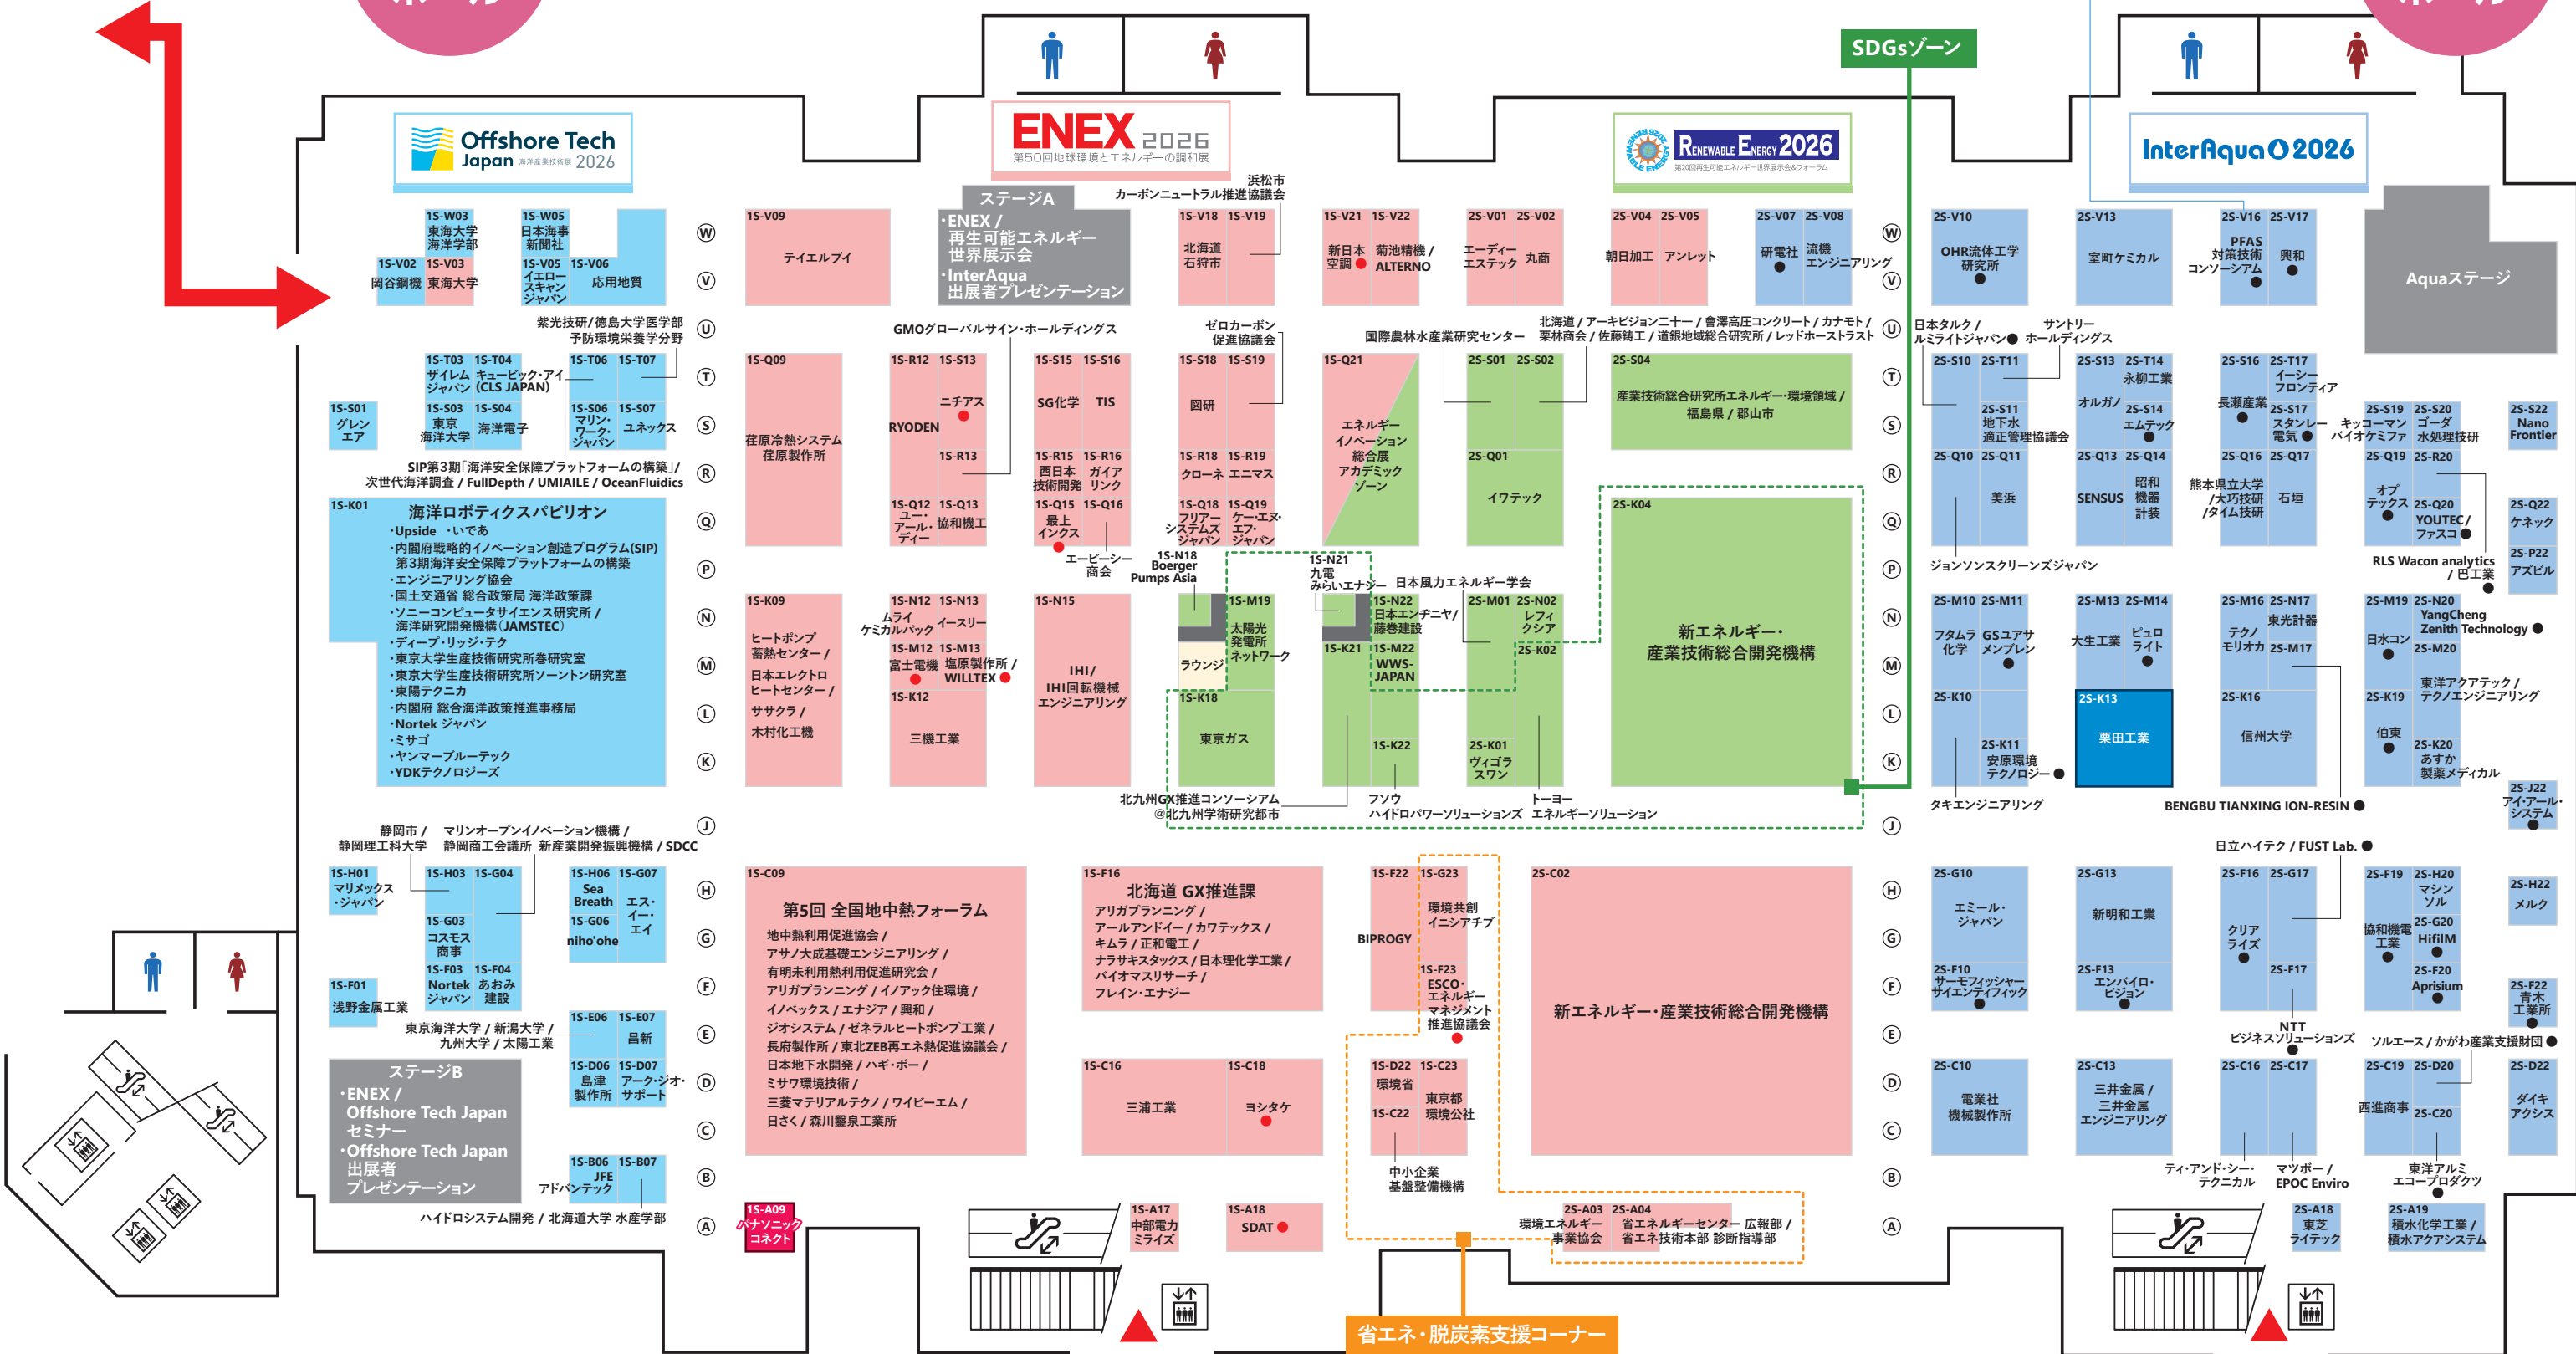 ホール
ホール
SDGsゾーン
Offshore Tech
Japan 海洋産業技術展 2026
ENEX 2026
第50回地球環境とエネルギーの調和展
RENEWABLE ENERGY 2026
第20回再生可能エネルギー世界展示会&フォーラム
InterAqua 2026
浜松市
カーボンニュートラル推進協議会
1S-W03
東海大学
海洋学部
1S-W05
日本海事
新聞社
1S-V02
岡谷鋼機
1S-V03
東海大学
1S-V05
イエロー
スキャン
ジャパン
1S-V06
応用地質
1S-V09
テイエルブイ
ステージA
・ENEX /
再生可能エネルギー
世界展示会
・InterAqua
出展者プレゼンテーション
1S-V18
北海道
石狩市
1S-V19
1S-V21
新日本
空調
1S-V22
菊池精機 /
ALTERNO
2S-V01
エーディー
エステック
2S-V02
丸商
2S-V04
朝日加工
2S-V05
アンレット
2S-V07
研電社
2S-V08
流機
エンジニアリング
2S-V10
OHR流体工学
研究所
2S-V13
室町ケミカル
2S-V16
PFAS
対策技術
コンソーシアム
2S-V17
興和
Aquaステージ
W
V
U
T
S
R
Q
P
N
M
L
K
J
H
G
F
E
D
C
B
A
紫光技研/徳島大学医学部
予防環境栄養学分野
1S-T03
ザイレム
ジャパン
1S-T04
キュービック・アイ
(CLS JAPAN)
1S-T06
1S-T07
1S-S01
グレン
エア
1S-S03
東京
海洋大学
1S-S04
海洋電子
1S-S06
マリン・
ワーク・
ジャパン
1S-S07
ユネックス
SIP第3期「海洋安全保障プラットフォームの構築」/
次世代海洋調査 / FullDepth / UMIAILE / OceanFluidics
1S-K01
海洋ロボティクスパビリオン
・Upside ・いであ
・内閣府戦略的イノベーション創造プログラム(SIP)
第3期海洋安全保障プラットフォームの構築
・エンジニアリング協会
・国土交通省 総合政策局 海洋政策課
・ソニーコンピュータサイエンス研究所 /
海洋研究開発機構(JAMSTEC)
・ディープ・リッジ・テク
・東京大学生産技術研究所巻研究室
・東京大学生産技術研究所ソーントン研究室
・東陽テクニカ
・内閣府 総合海洋政策推進事務局
・Nortek ジャパン
・ミサゴ
・ヤンマーブルーテック
・YDKテクノロジーズ
静岡市 /
静岡理工科大学
マリンオープンイノベーション機構 /
静岡商工会議所 新産業開発振興機構 / SDCC
1S-H01
マリメックス
・ジャパン
1S-H03
1S-G04
1S-G03
コスモス
商事
1S-H06
Sea
Breath
1S-G07
エス・
イー・
エイ
1S-G06
niho'ohe
1S-F01
浅野金属工業
1S-F03
Nortek
ジャパン
1S-F04
あおみ
建設
東京海洋大学 / 新潟大学 /
九州大学 / 太陽工業
1S-E06
1S-E07
昌新
1S-D06
島津
製作所
1S-D07
アーク・ジオ・
サポート
ステージB
・ENEX /
Offshore Tech Japan
セミナー
・Offshore Tech Japan
出展者
プレゼンテーション
1S-B06
JFE
アドバンテック
1S-B07
ハイドロシステム開発 / 北海道大学 水産学部
GMOグローバルサイン・ホールディングス
ゼロカーボン
促進協議会
1S-Q09
荏原冷熱システム
荏原製作所
1S-R12
RYODEN
1S-S13
ニチアス
1S-R13
1S-Q12
ユー・
アール・
ディー
1S-Q13
協和機工
1S-S15
SG化学
1S-S16
TIS
1S-R15
西日本
技術開発
1S-R16
ガイア
リンク
1S-Q15
最上
インクス
1S-Q16
エービーシー
商会
1S-S18
図研
1S-S19
1S-R18
クローネ
1S-R19
エニマス
1S-Q18
フリアー
システムズ
ジャパン
1S-Q19
ケー・エヌ・
エフ・
ジャパン
1S-Q21
エネルギー
イノベーション
総合展
アカデミック
ゾーン
国際農林水産業研究センター
北海道 / アーキビジョン二十一 / 會澤高圧コンクリート / カナモト /
栗林商会 / 佐藤鋳工 / 道銀地域総合研究所 / レッドホーストラスト
2S-S01
2S-S02
2S-Q01
イワテック
2S-S04
産業技術総合研究所エネルギー・環境領域 /
福島県 / 郡山市
2S-K04
新エネルギー・
産業技術総合開発機構
1S-K09
ヒートポンプ
蓄熱センター /
日本エレクトロ
ヒートセンター /
ササクラ /
木村化工機
1S-N12
ムライ
ケミカルパック
1S-N13
イースリー
1S-M12
富士電機
1S-M13
塩原製作所 /
WILLTEX
1S-K12
三機工業
1S-N15
IHI/
IHI回転機械
エンジニアリング
1S-N18
Boerger
Pumps Asia
ラウンジ
1S-M19
太陽光
発電所
ネットワーク
1S-K18
東京ガス
1S-N21
九電
みらいエナジー
1S-N22
日本エンヂニヤ/
藤巻建設
1S-K21
1S-M22
WWS-
JAPAN
1S-K22
日本風力エネルギー学会
2S-M01
2S-N02
レフィ
クシア
2S-K02
2S-K01
ヴィゴラ
スワン
北九州GX推進コンソーシアム
@北九州学術研究都市
フソウ
ハイドロパワーソリューションズ
トーヨー
エネルギーソリューション
1S-C09
第5回 全国地中熱フォーラム
地中熱利用促進協会 /
アサノ大成基礎エンジニアリング /
有明未利用熱利用促進研究会 /
アリガプランニング / イノアック住環境 /
イノベックス / エナジア / 興和 /
ジオシステム / ゼネラルヒートポンプ工業 /
長府製作所 / 東北ZEB再エネ熱促進協議会 /
日本地下水開発 / ハギ・ボー /
ミサワ環境技術 /
三菱マテリアルテクノ / ワイビーエム /
日さく / 森川鑿泉工業所
1S-F16
北海道 GX推進課
アリガプランニング /
アールアンドイー / カワテックス /
キムラ / 正和電工 /
ナラサキスタックス / 日本理化学工業 /
バイオマスリサーチ /
フレイン・エナジー
1S-F22
BIPROGY
1S-G23
環境共創
イニシアチブ
1S-F23
ESCO・
エネルギー
マネジメント
推進協議会
2S-C02
新エネルギー・産業技術総合開発機構
1S-C16
三浦工業
1S-C18
ヨシタケ
1S-D22
環境省
1S-C22
中小企業
基盤整備機構
1S-C23
東京都
環境公社
1S-A09
パナソニック
コネクト
1S-A17
中部電力
ミライズ
1S-A18
SDAT
2S-A03
環境エネルギー
事業協会
2S-A04
省エネルギーセンター 広報部 /
省エネ技術本部 診断指導部
省エネ・脱炭素支援コーナー
W
V
U
T
S
R
Q
P
N
M
L
K
J
H
G
F
E
D
C
B
A
日本タルク /
ルミライトジャパン
サントリー
ホールディングス
2S-S10
2S-T11
2S-S11
地下水
適正管理協議会
2S-Q10
2S-Q11
美浜
ジョンソンスクリーンズジャパン
2S-S13
オルガノ
2S-T14
永柳工業
2S-S14
エムテック
2S-Q13
SENSUS
2S-Q14
昭和
機器
計装
2S-S16
長瀬産業
2S-T17
イーシー
フロンティア
2S-S17
スタンレー
電気
2S-Q16
熊本県立大学
/大巧技研
/タイム技研
2S-Q17
石垣
2S-S19
キッコーマン
バイオケミファ
2S-S20
ゴーダ
水処理技研
2S-Q19
オプ
テックス
2S-R20
2S-Q20
YOUTEC/
ファスコ
RLS Wacon analytics
/ 巴工業
2S-S22
Nano
Frontier
2S-Q22
ケネック
2S-P22
アズビル
2S-M10
フタムラ
化学
2S-M11
GSユアサ
メンブレン
2S-K10
2S-K11
安原環境
テクノロジー
タキエンジニアリング
2S-M13
大生工業
2S-M14
ピュロ
ライト
2S-K13
栗田工業
2S-M16
テクノ
モリオカ
2S-N17
東光計器
2S-M17
2S-K16
信州大学
BENGBU TIANXING ION-RESIN
2S-M19
日水コン
2S-N20
YangCheng
Zenith Technology
2S-M20
東洋アクアテック /
テクノエンジニアリング
2S-K19
伯東
2S-K20
あすか
製薬メディカル
2S-J22
アイ・アール・
システム
日立ハイテク / FUST Lab.
2S-G10
エミール・
ジャパン
2S-F10
サーモフィッシャー
サイエンティフィック
2S-G13
新明和工業
2S-F13
エンバイロ・
ビジョン
2S-F16
クリア
ライズ
2S-G17
2S-F17
NTT
ビジネスソリューションズ
2S-F19
協和機電
工業
2S-H20
マシン
ソル
2S-G20
HifilM
2S-F20
Aprisium
2S-H22
メルク
2S-F22
青木
工業所
ソルエース / かがわ産業支援財団
2S-C10
電業社
機械製作所
2S-C13
三井金属 /
三井金属
エンジニアリング
2S-C16
2S-C17
ティ・アンド・シー・
テクニカル
マツボー /
EPOC Enviro
2S-C19
西進商事
2S-D20
2S-C20
東洋アルミ
エコープロダクツ
2S-D22
ダイキ
アクシス
2S-A18
東芝
ライテック
2S-A19
積水化学工業 /
積水アクアシステム